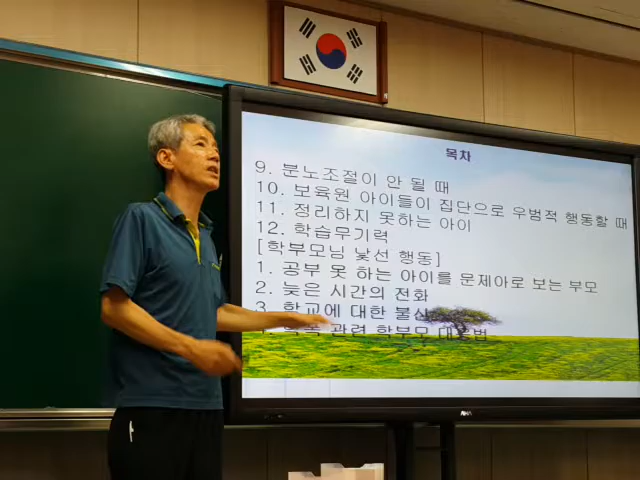 목차
9. 분노조절이 안 될 때
10. 보육원 아이들이 집단으로 우범적 행동할 때
11. 정리하지 못하는 아이
12. 학습무기력
[학부모님 낯선 행동]
1. 공부 못 하는 아이를 문제아로 보는 부모
2. 늦은 시간의 전화
3. 학교에 대한 불신
관련 학부모 대응법